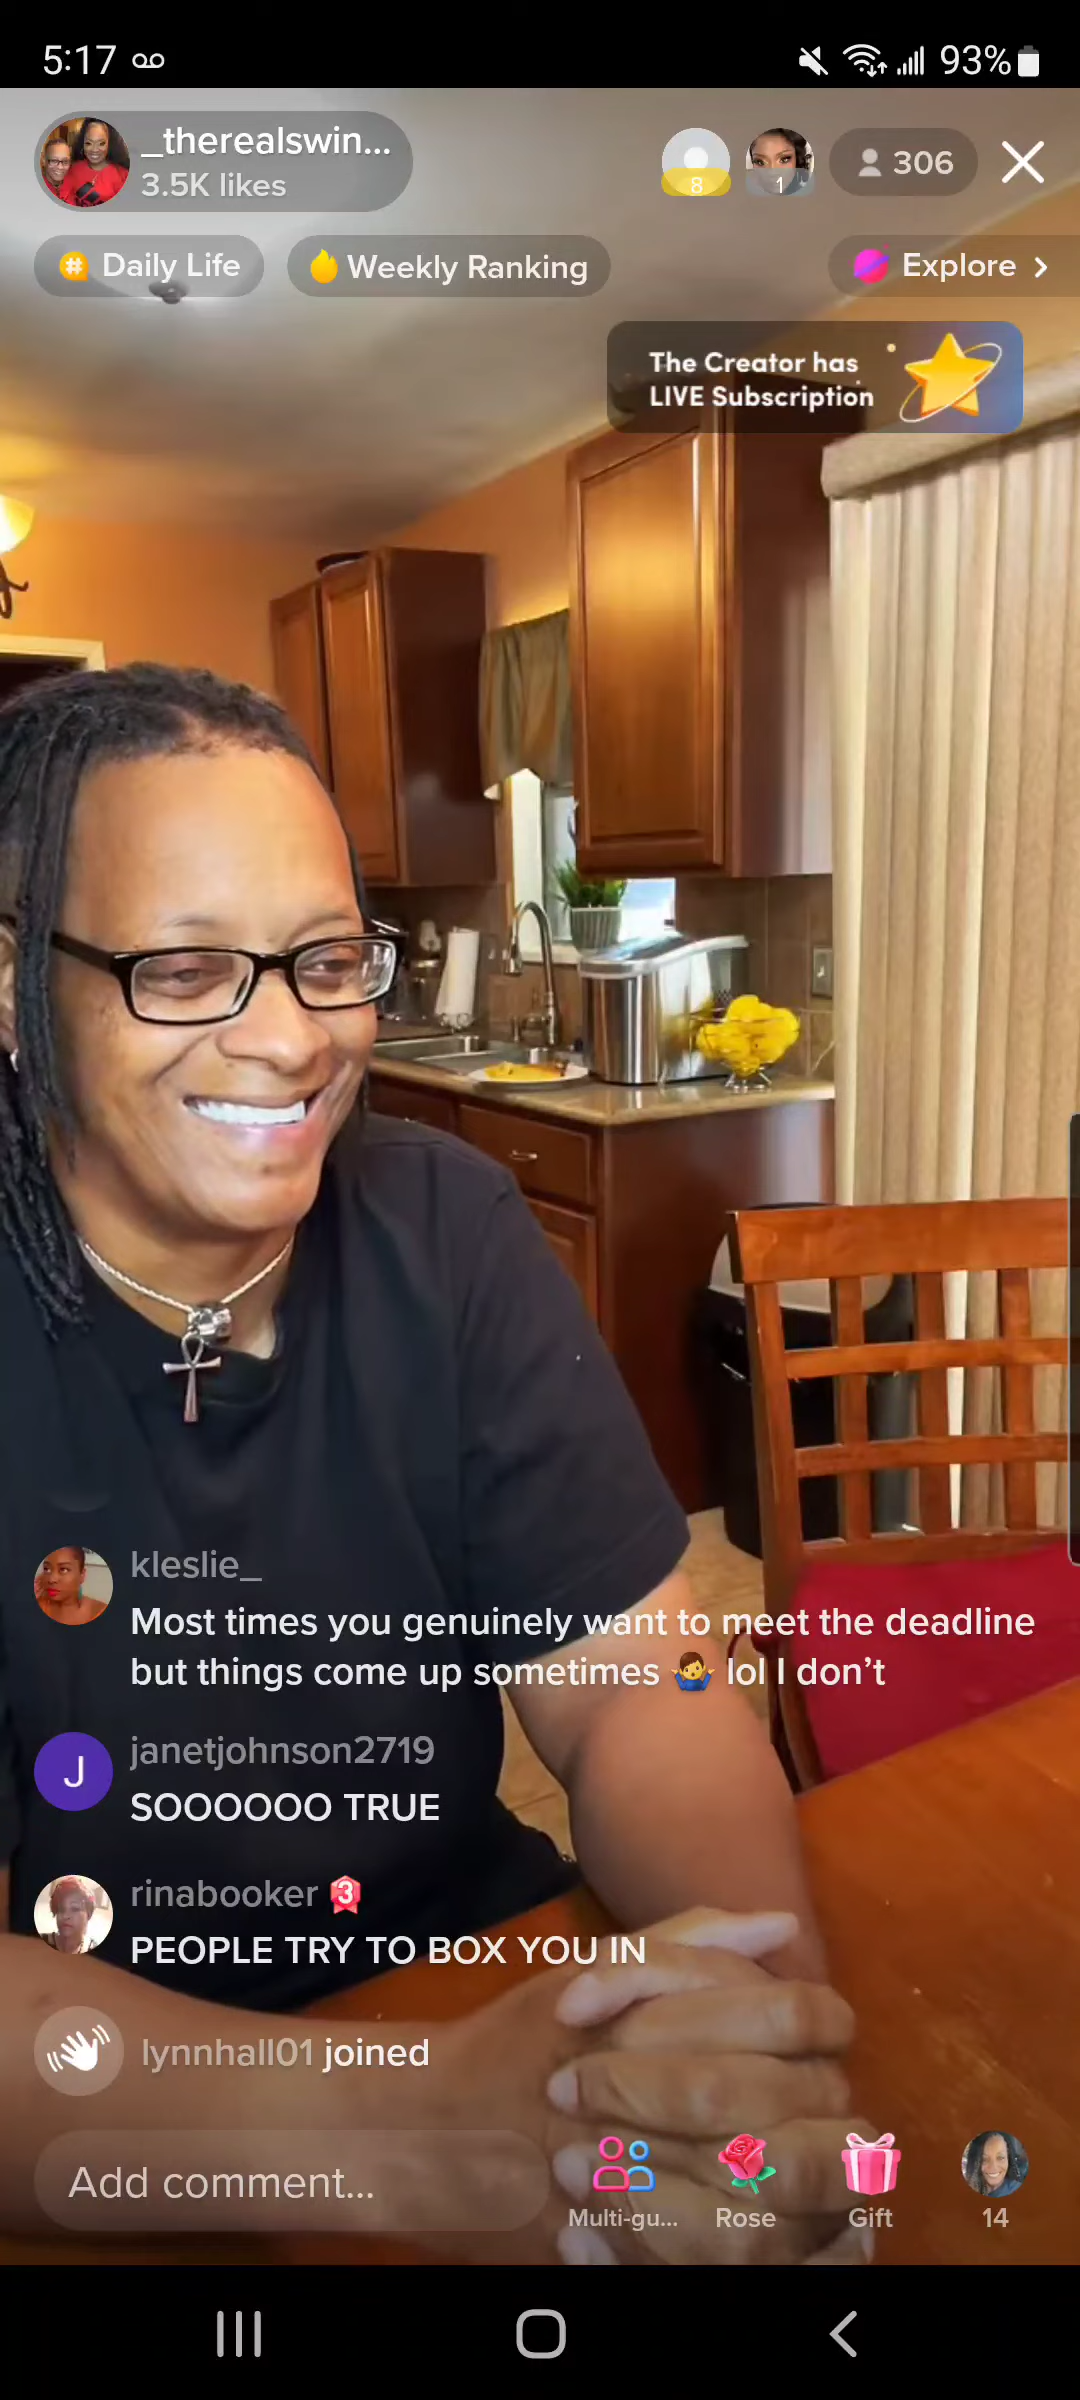 5:17
93%
_therealswin...
3.5K likes
8
1
306
Daily Life
Weekly Ranking
Explore >
The Creator has
LIVE Subscription
kleslie_
Most times you genuinely want to meet the deadline
but things come up sometimes 🤷‍♂️ lol I don’t
J
janetjohnson2719
SOOOOOO TRUE
rinabooker 3
PEOPLE TRY TO BOX YOU IN
lynnhall01 joined
Add comment...
Multi-gu...
Rose
Gift
14